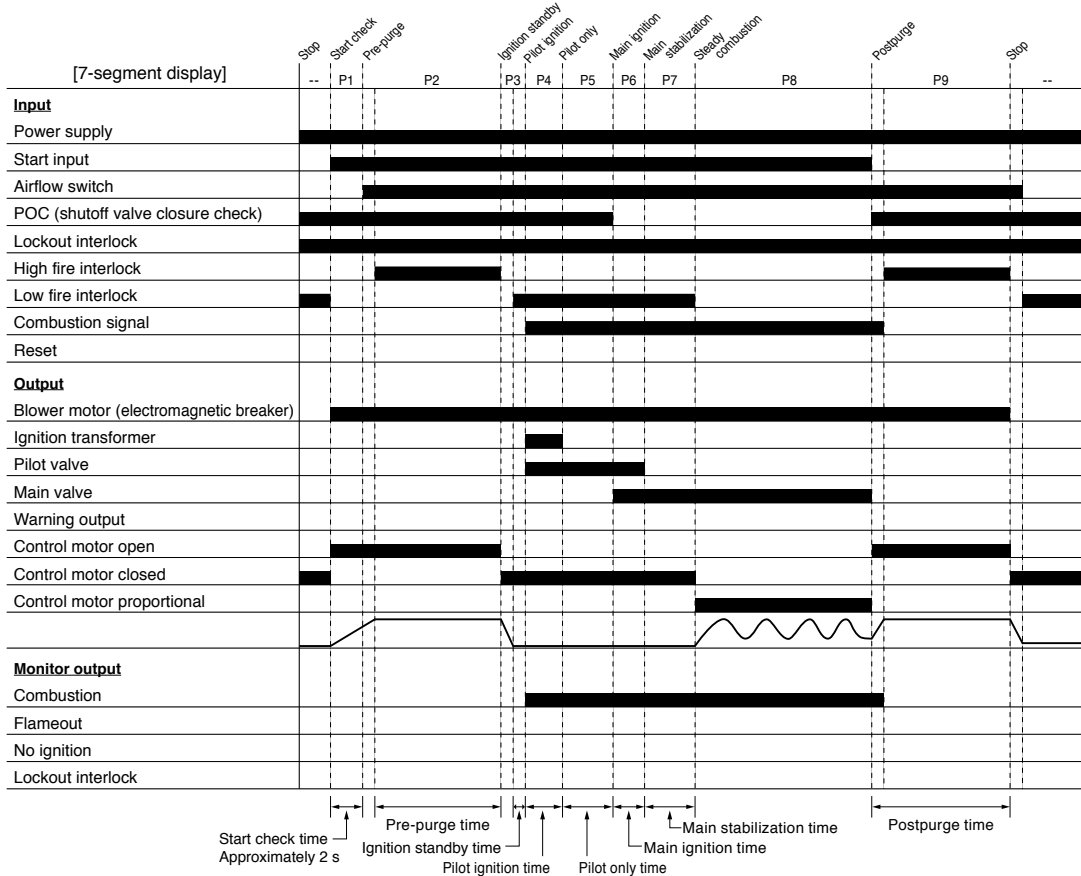 Stop
Start check
Pre-purge
Ignition standby
Pilot ignition
Pilot only
Main ignition
Main
stabilization
Steady
combustion
Postpurge
Stop
[7-segment display]
-- P1 P2 P3 P4 P5 P6 P7 P8 P9 --
Input
Power supply
Start input
Airflow switch
POC (shutoff valve closure check)
Lockout interlock
High fire interlock
Low fire interlock
Combustion signal
Reset
Output
Blower motor (electromagnetic breaker)
Ignition transformer
Pilot valve
Main valve
Warning output
Control motor open
Control motor closed
Control motor proportional
Monitor output
Combustion
Flameout
No ignition
Lockout interlock
Start check time
Approximately 2 s
Pre-purge time
Ignition standby time
Pilot ignition time
Pilot only time
Main ignition time
Main stabilization time
Postpurge time